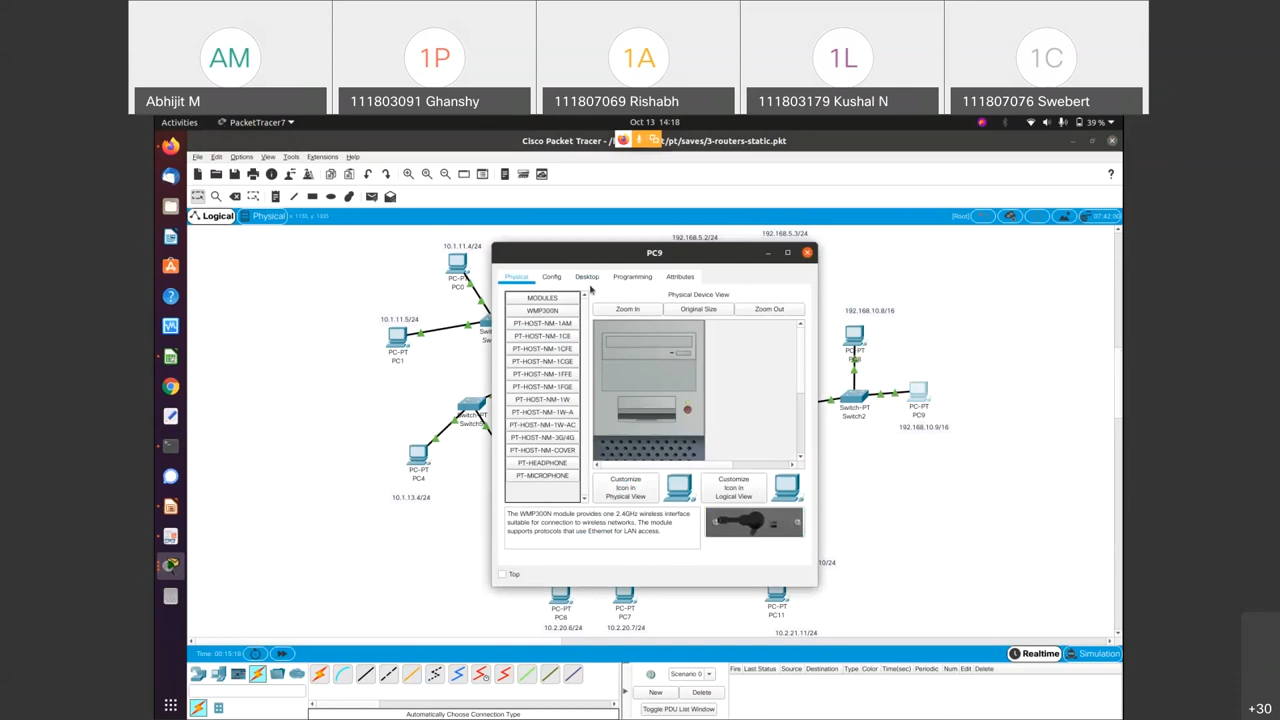 AM
Abhijit M
1P
111803091 Ghanshy
1A
111807069 Rishabh
1L
111803179 Kushal N
1C
111807076 Swebert
Activities
PacketTracer7
Oct 13 14:18
39 %
Cisco Packet Tracer - /
t/pt/saves/3-routers-static.pkt
File Edit Options View Tools Extensions Help
?
Logical
Physical
[Root]
07:42:00
10.1.11.4/24
PC-PT
PC0
10.1.11.5/24
PC-PT
PC1
PC-PT
PC4
10.1.13.4/24
192.168.5.2/24
192.168.5.3/24
PC9
Physical Config Desktop Programming Attributes
MODULES
WMP300N
PT-HOST-NM-1AM
PT-HOST-NM-1CE
PT-HOST-NM-1CFE
PT-HOST-NM-1CGE
PT-HOST-NM-1FFE
PT-HOST-NM-1FGE
PT-HOST-NM-1W
PT-HOST-NM-1W-A
PT-HOST-NM-1W-AC
PT-HOST-NM-3G/4G
PT-HOST-NM-COVER
PT-HEADPHONE
PT-MICROPHONE
Physical Device View
Zoom In
Original Size
Zoom Out
Customize
Icon in
Physical View
Customize
Icon in
Logical View
The WMP300N module provides one 2.4GHz wireless interface
suitable for connection to wireless networks. The module
supports protocols that use Ethernet for LAN access.
Top
192.168.10.8/16
PC-PT
Switch-PT
Switch2
PC-PT
PC9
192.168.10.9/16
PC-PT
PC6
10.2.20.6/24
PC-PT
PC7
10.2.20.7/24
PC-PT
PC11
10.2.21.11/24
Time: 00:15:18
Realtime
Simulation
Scenario 0
New
Delete
Toggle PDU List Window
Fire Last Status Source Destination Type Color Time(sec) Periodic Num Edit Delete
Automatically Choose Connection Type
+30